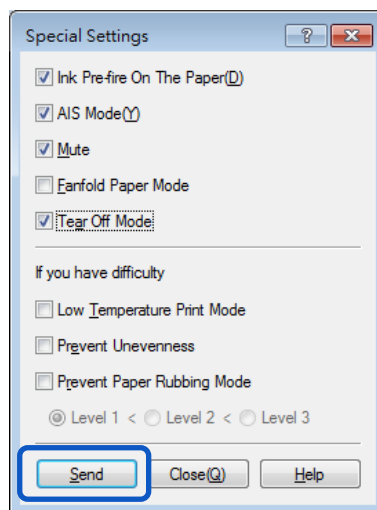 Special Settings
Ink Pre-fire On The Paper(D)
AIS Mode(Y)
Mute
Fanfold Paper Mode
Tear Off Mode
If you have difficulty
Low Temperature Print Mode
Prevent Unevenness
Prevent Paper Rubbing Mode
Level 1 < Level 2 < Level 3
Send Close(Q) Help